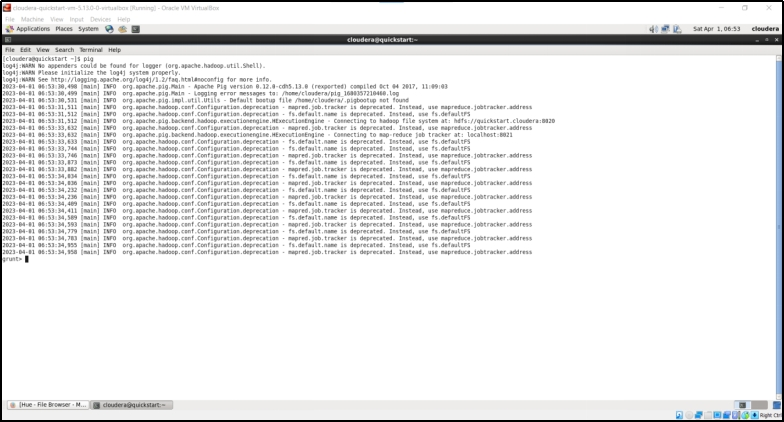 cloudera-quickstart-vm-5.13.0-0-virtualbox [Running] - Oracle VM VirtualBox
File Machine View Input Devices Help
Applications Places System Sat Apr 1, 06:53 cloudera
cloudera@quickstart:~
File Edit View Search Terminal Help
[cloudera@quickstart ~]$ pig
log4j:WARN No appenders could be found for logger (org.apache.hadoop.util.Shell).
log4j:WARN Please initialize the log4j system properly.
log4j:WARN See http://logging.apache.org/log4j/1.2/faq.html#noconfig for more info.
2023-04-01 06:53:30,498 [main] INFO  org.apache.pig.Main - Apache Pig version 0.12.0-cdh5.13.0 (rexported) compiled Oct 04 2017, 11:09:03
2023-04-01 06:53:30,499 [main] INFO  org.apache.pig.Main - Logging error messages to: /home/cloudera/pig_1680357210480.log
2023-04-01 06:53:30,531 [main] INFO  org.apache.pig.impl.util.Utils - Default bootup file /home/cloudera/.pigbootup not found
2023-04-01 06:53:31,511 [main] INFO  org.apache.hadoop.conf.Configuration.deprecation - mapred.job.tracker is deprecated. Instead, use mapreduce.jobtracker.address
2023-04-01 06:53:31,512 [main] INFO  org.apache.hadoop.conf.Configuration.deprecation - fs.default.name is deprecated. Instead, use fs.defaultFS
2023-04-01 06:53:31,512 [main] INFO  org.apache.pig.backend.hadoop.executionengine.HExecutionEngine - Connecting to hadoop file system at: hdfs://quickstart.cloudera:8020
2023-04-01 06:53:31,832 [main] INFO  org.apache.hadoop.conf.Configuration.deprecation - mapred.job.tracker is deprecated. Instead, use mapreduce.jobtracker.address
2023-04-01 06:53:33,632 [main] INFO  org.apache.pig.backend.hadoop.executionengine.HExecutionEngine - Connecting to map-reduce job tracker at: localhost:8021
2023-04-01 06:53:33,633 [main] INFO  org.apache.hadoop.conf.Configuration.deprecation - fs.default.name is deprecated. Instead, use fs.defaultFS
2023-04-01 06:53:33,744 [main] INFO  org.apache.hadoop.conf.Configuration.deprecation - fs.default.name is deprecated. Instead, use fs.defaultFS
2023-04-01 06:53:33,746 [main] INFO  org.apache.hadoop.conf.Configuration.deprecation - mapred.job.tracker is deprecated. Instead, use mapreduce.jobtracker.address
2023-04-01 06:53:33,873 [main] INFO  org.apache.hadoop.conf.Configuration.deprecation - fs.default.name is deprecated. Instead, use fs.defaultFS
2023-04-01 06:53:33,882 [main] INFO  org.apache.hadoop.conf.Configuration.deprecation - mapred.job.tracker is deprecated. Instead, use mapreduce.jobtracker.address
2023-04-01 06:53:34,034 [main] INFO  org.apache.hadoop.conf.Configuration.deprecation - fs.default.name is deprecated. Instead, use fs.defaultFS
2023-04-01 06:53:34,036 [main] INFO  org.apache.hadoop.conf.Configuration.deprecation - mapred.job.tracker is deprecated. Instead, use mapreduce.jobtracker.address
2023-04-01 06:53:34,232 [main] INFO  org.apache.hadoop.conf.Configuration.deprecation - fs.default.name is deprecated. Instead, use fs.defaultFS
2023-04-01 06:53:34,236 [main] INFO  org.apache.hadoop.conf.Configuration.deprecation - mapred.job.tracker is deprecated. Instead, use mapreduce.jobtracker.address
2023-04-01 06:53:34,409 [main] INFO  org.apache.hadoop.conf.Configuration.deprecation - fs.default.name is deprecated. Instead, use fs.defaultFS
2023-04-01 06:53:34,411 [main] INFO  org.apache.hadoop.conf.Configuration.deprecation - mapred.job.tracker is deprecated. Instead, use mapreduce.jobtracker.address
2023-04-01 06:53:34,589 [main] INFO  org.apache.hadoop.conf.Configuration.deprecation - fs.default.name is deprecated. Instead, use fs.defaultFS
2023-04-01 06:53:34,593 [main] INFO  org.apache.hadoop.conf.Configuration.deprecation - mapred.job.tracker is deprecated. Instead, use mapreduce.jobtracker.address
2023-04-01 06:53:34,779 [main] INFO  org.apache.hadoop.conf.Configuration.deprecation - fs.default.name is deprecated. Instead, use fs.defaultFS
2023-04-01 06:53:34,783 [main] INFO  org.apache.hadoop.conf.Configuration.deprecation - mapred.job.tracker is deprecated. Instead, use mapreduce.jobtracker.address
2023-04-01 06:53:34,955 [main] INFO  org.apache.hadoop.conf.Configuration.deprecation - fs.default.name is deprecated. Instead, use fs.defaultFS
2023-04-01 06:53:34,958 [main] INFO  org.apache.hadoop.conf.Configuration.deprecation - mapred.job.tracker is deprecated. Instead, use mapreduce.jobtracker.address
grunt>
[Hue - File Browser - M... cloudera@quickstart:~
Right Ctrl